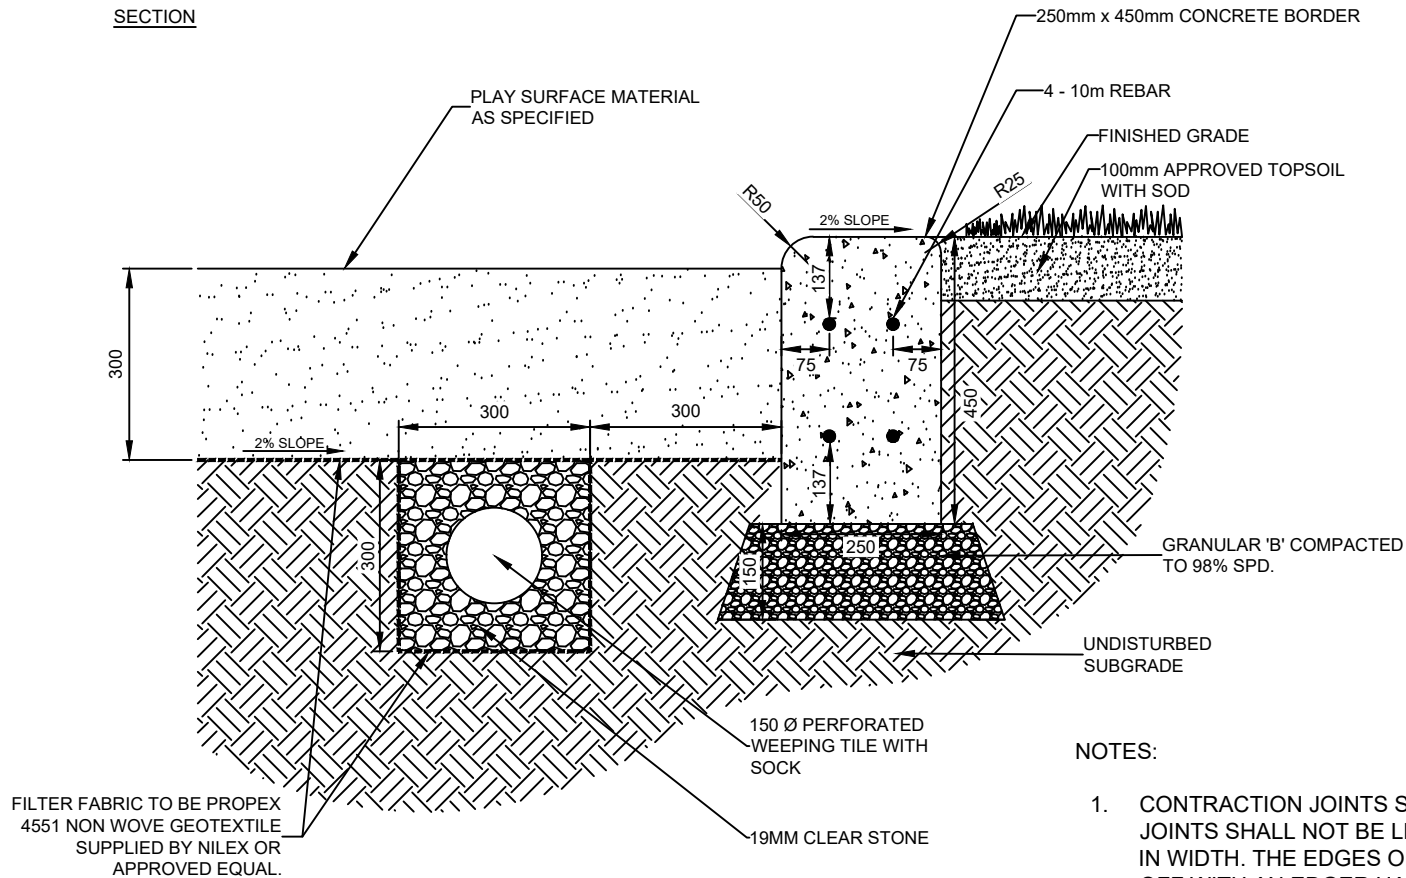 SECTION
250mm x 450mm CONCRETE BORDER
4 - 10m REBAR
PLAY SURFACE MATERIAL
AS SPECIFIED
FINISHED GRADE
100mm APPROVED TOPSOIL
WITH SOD
R50
R25
2% SLOPE
137
300
75
75
450
300
300
2% SLOPE
137
300
250
150
GRANULAR 'B' COMPACTED
TO 98% SPD.
UNDISTURBED
SUBGRADE
150 Ø PERFORATED
WEEPING TILE WITH
SOCK
19MM CLEAR STONE
FILTER FABRIC TO BE PROPEX
4551 NON WOVE GEOTEXTILE
SUPPLIED BY NILEX OR
APPROVED EQUAL.
NOTES:
1. CONTRACTION JOINTS
JOINTS SHALL NOT BE
IN WIDTH. THE EDGES